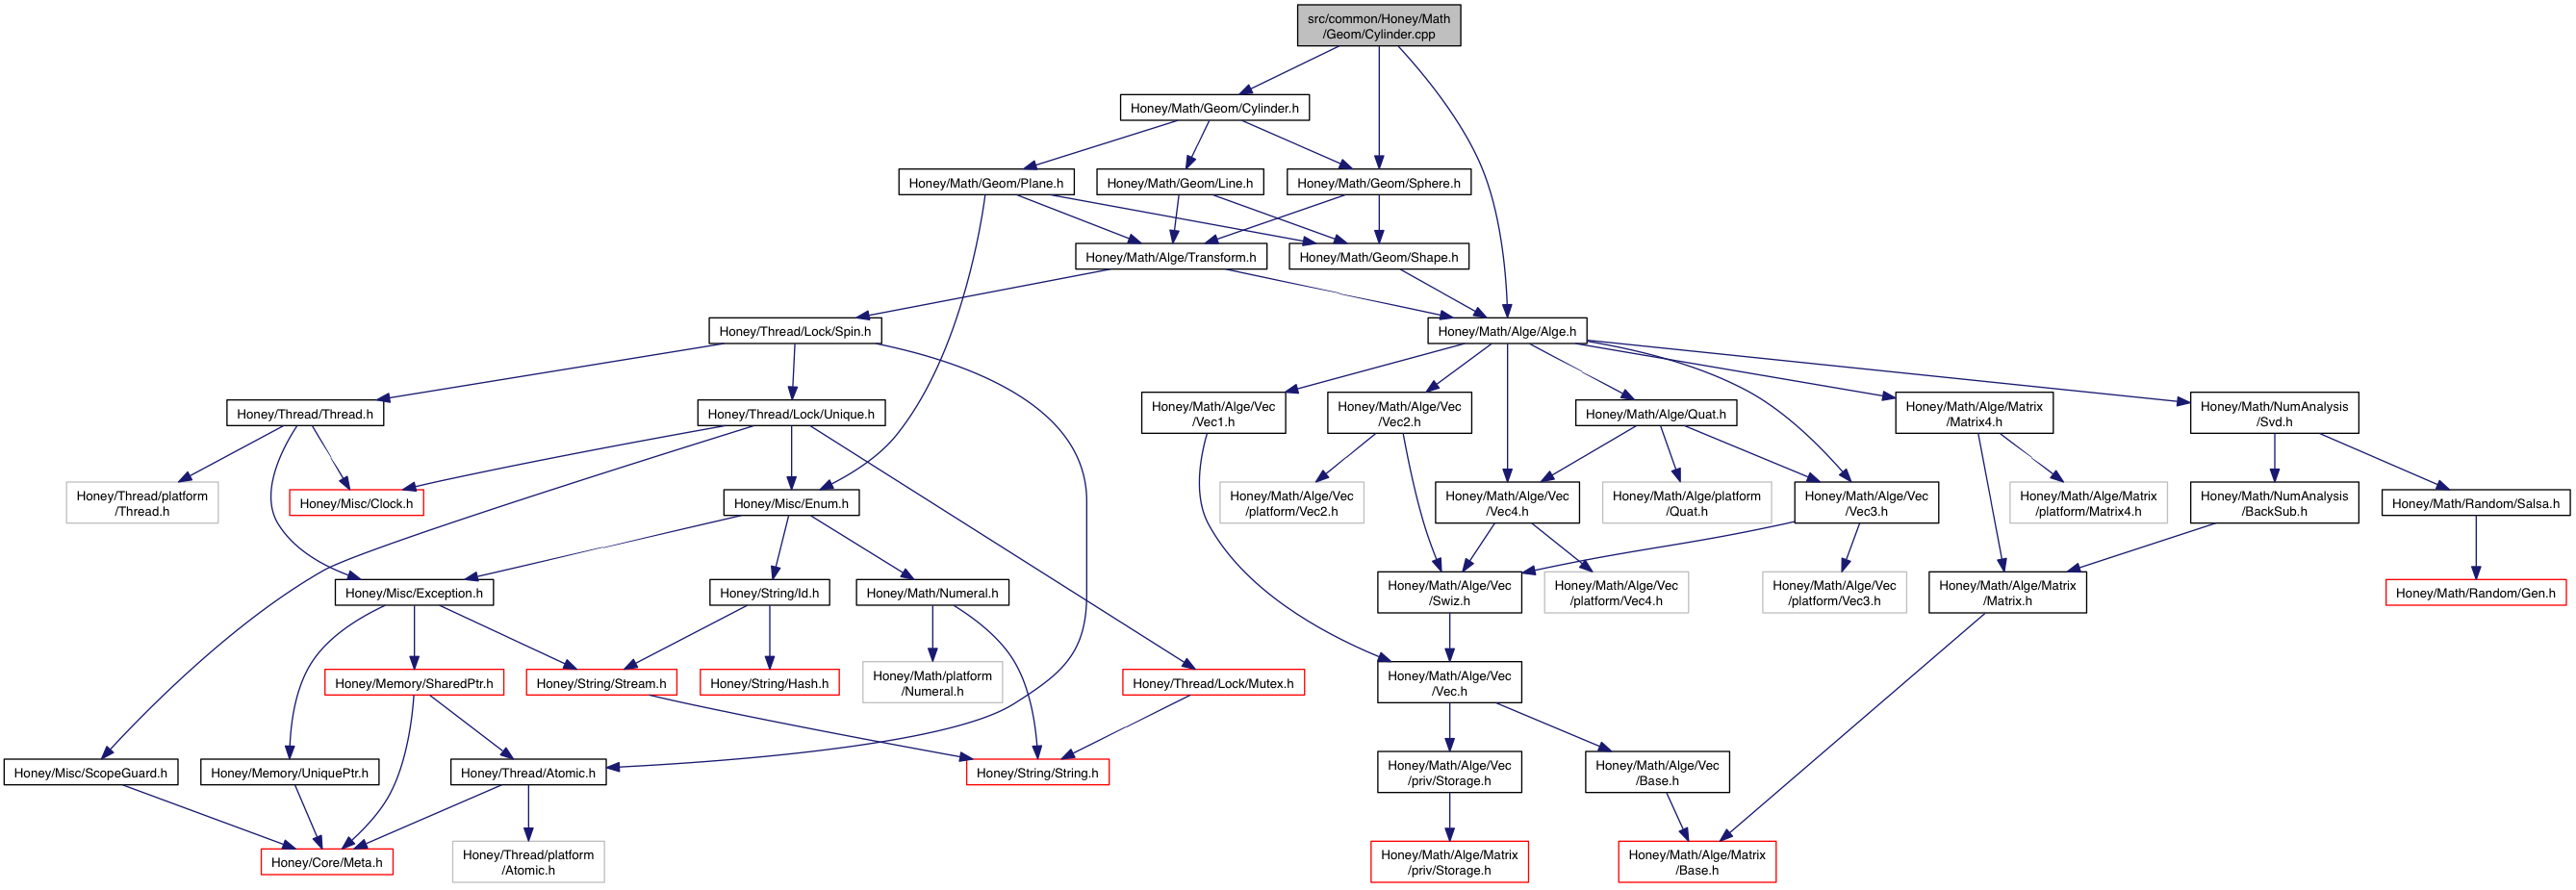 src/common/Honey/Math
/Geom/Cylinder.cpp
Honey/Math/Geom/Cylinder.h
Honey/Math/Geom/Plane.h
Honey/Math/Geom/Line.h
Honey/Math/Geom/Sphere.h
Honey/Math/Alge/Transform.h
Honey/Math/Geom/Shape.h
Honey/Thread/Lock/Spin.h
Honey/Math/Alge/Alge.h
Honey/Thread/Thread.h
Honey/Thread/Lock/Unique.h
Honey/Math/Alge/Vec
/Vec1.h
Honey/Math/Alge/Vec
/Vec2.h
Honey/Math/Alge/Quat.h
Honey/Math/Alge/Matrix
/Matrix4.h
Honey/Math/NumAnalysis
/Svd.h
Honey/Thread/platform
/Thread.h
Honey/Misc/Clock.h
Honey/Misc/Enum.h
Honey/Math/Alge/Vec
/platform/Vec2.h
Honey/Math/Alge/Vec
/Vec4.h
Honey/Math/Alge/platform
/Quat.h
Honey/Math/Alge/Vec
/Vec3.h
Honey/Math/Alge/Matrix
/platform/Matrix4.h
Honey/Math/NumAnalysis
/BackSub.h
Honey/Math/Random/Salsa.h
Honey/Misc/Exception.h
Honey/String/Id.h
Honey/Math/Numeral.h
Honey/Math/Alge/Vec
/Swiz.h
Honey/Math/Alge/Vec
/platform/Vec4.h
Honey/Math/Alge/Vec
/platform/Vec3.h
Honey/Math/Alge/Matrix
/Matrix.h
Honey/Math/Random/Gen.h
Honey/Memory/SharedPtr.h
Honey/String/Stream.h
Honey/String/Hash.h
Honey/Math/platform
/Numeral.h
Honey/Thread/Lock/Mutex.h
Honey/Math/Alge/Vec
/Vec.h
Honey/Misc/ScopeGuard.h
Honey/Memory/UniquePtr.h
Honey/Thread/Atomic.h
Honey/String/String.h
Honey/Math/Alge/Vec
/priv/Storage.h
Honey/Math/Alge/Vec
/Base.h
Honey/Core/Meta.h
Honey/Thread/platform
/Atomic.h
Honey/Math/Alge/Matrix
/priv/Storage.h
Honey/Math/Alge/Matrix
/Base.h